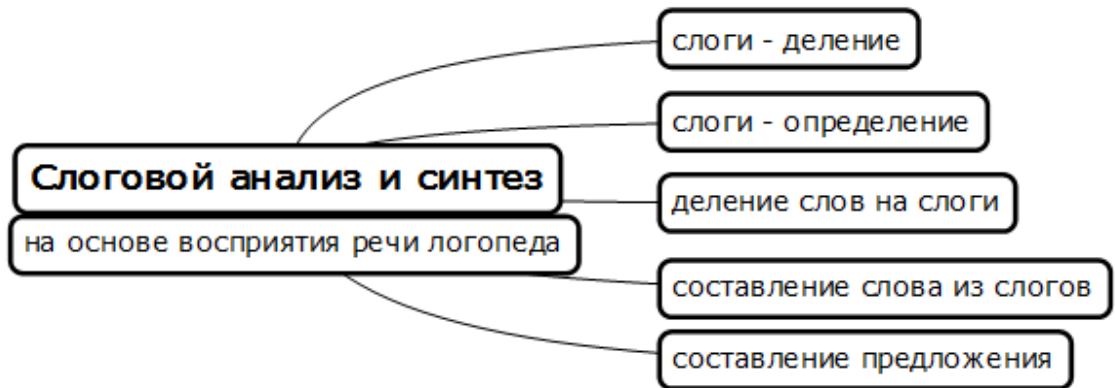 слоги - деление
слоги - определение
Слоговой анализ и синтез
деление слов на слоги
на основе восприятия речи логопеда
составление слова из слогов
составление предложения